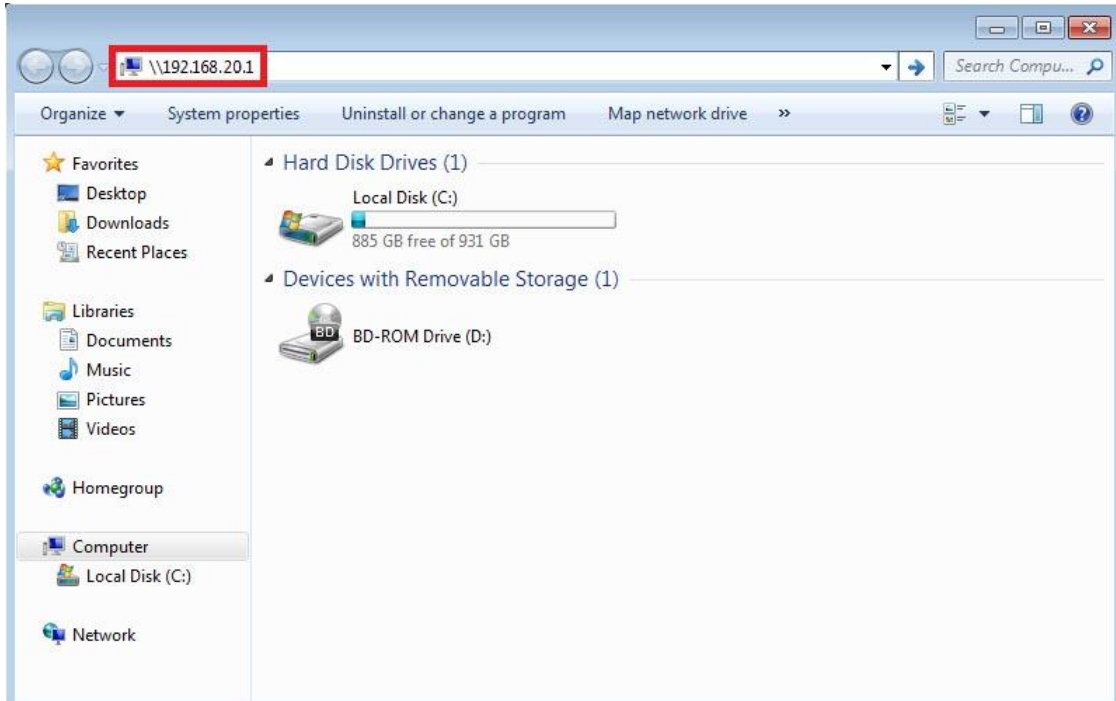 \\192.168.20.1
Search Compu...
Organize
System properties
Uninstall or change a program
Map network drive
»
Favorites
Desktop
Downloads
Recent Places
Libraries
Documents
Music
Pictures
Videos
Homegroup
Computer
Local Disk (C:)
Network
Hard Disk Drives (1)
Local Disk (C:)
885 GB free of 931 GB
Devices with Removable Storage (1)
BD
BD-ROM Drive (D:)